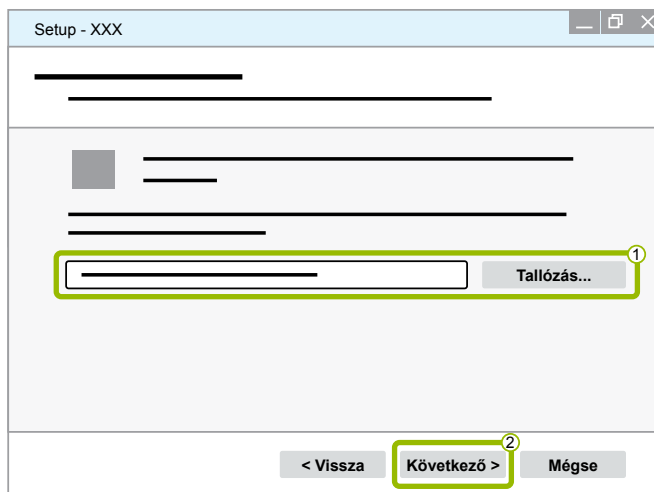 Setup - XXX
1
Tallózás...
2
< Vissza
Következő >
Mégse